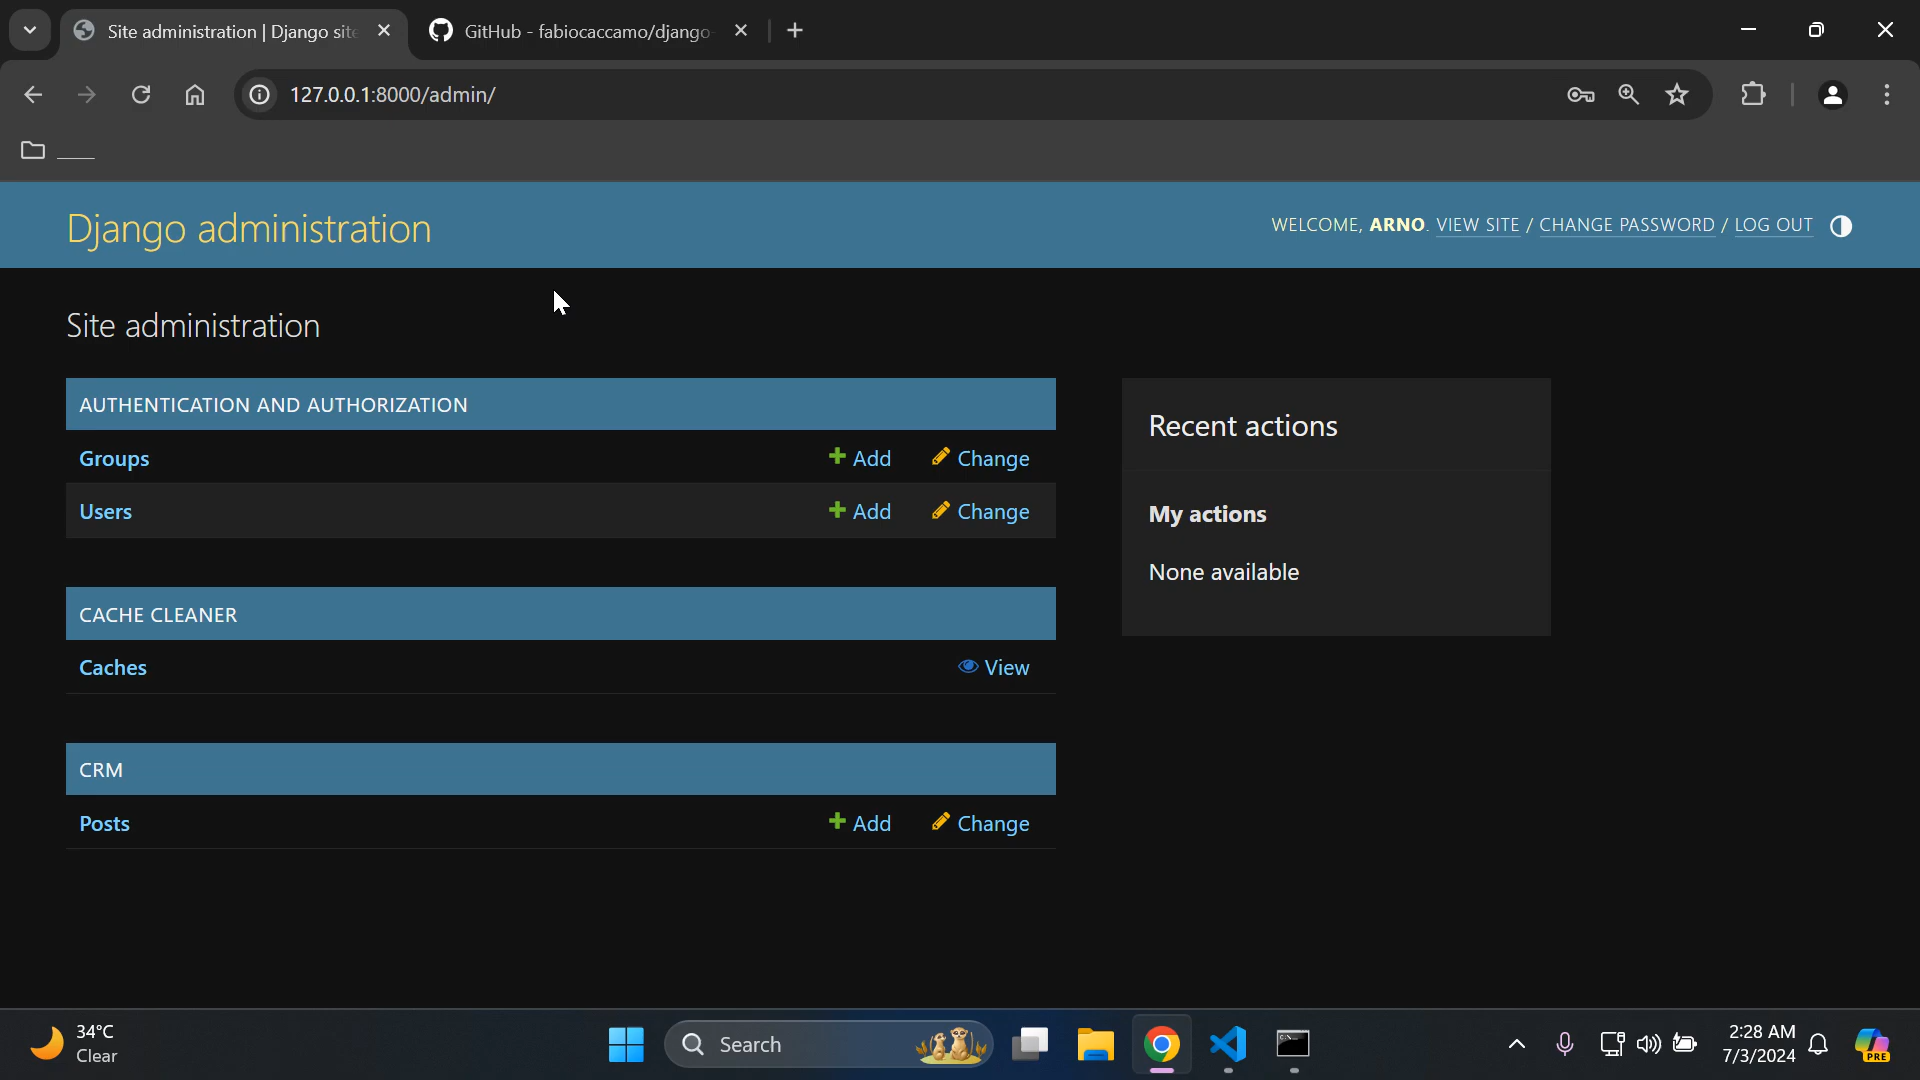 Site administration | Django site
GitHub - fabiocaccamo/django-
127.0.0.1:8000/admin/
Django administration
WELCOME, ARNO. VIEW SITE / CHANGE PASSWORD / LOG OUT
Site administration
AUTHENTICATION AND AUTHORIZATION
Groups Add Change
Users Add Change
CACHE CLEANER
Caches View
CRM
Posts Add Change
Recent actions
My actions
None available
34°C
Clear
Search
2:28 AM
7/3/2024
PRE